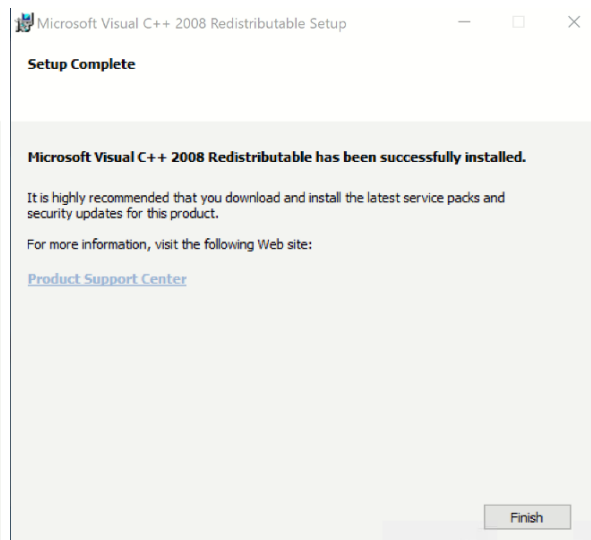 Microsoft Visual C++ 2008 Redistributable Setup
Setup Complete
Microsoft Visual C++ 2008 Redistributable has been successfully installed.
It is highly recommended that you download and install the latest service packs and
security updates for this product.
For more information, visit the following Web site:
Product Support Center
Finish